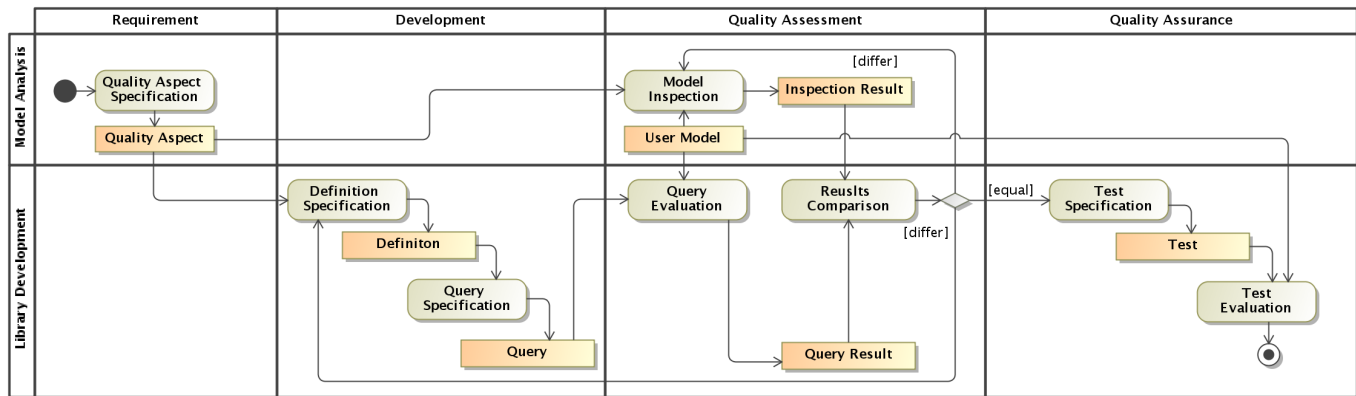 Requirement
Development
Quality Assessment
Quality Assurance
Model Analysis
Quality Aspect
Specification
Quality Aspect
Model
Inspection
Inspection Result
[differ]
User Model
Library Development
Definition
Specification
Definiton
Query
Specification
Query
Query
Evaluation
Reuslts
Comparison
[differ]
Query Result
[equal]
Test
Specification
Test
Test
Evaluation